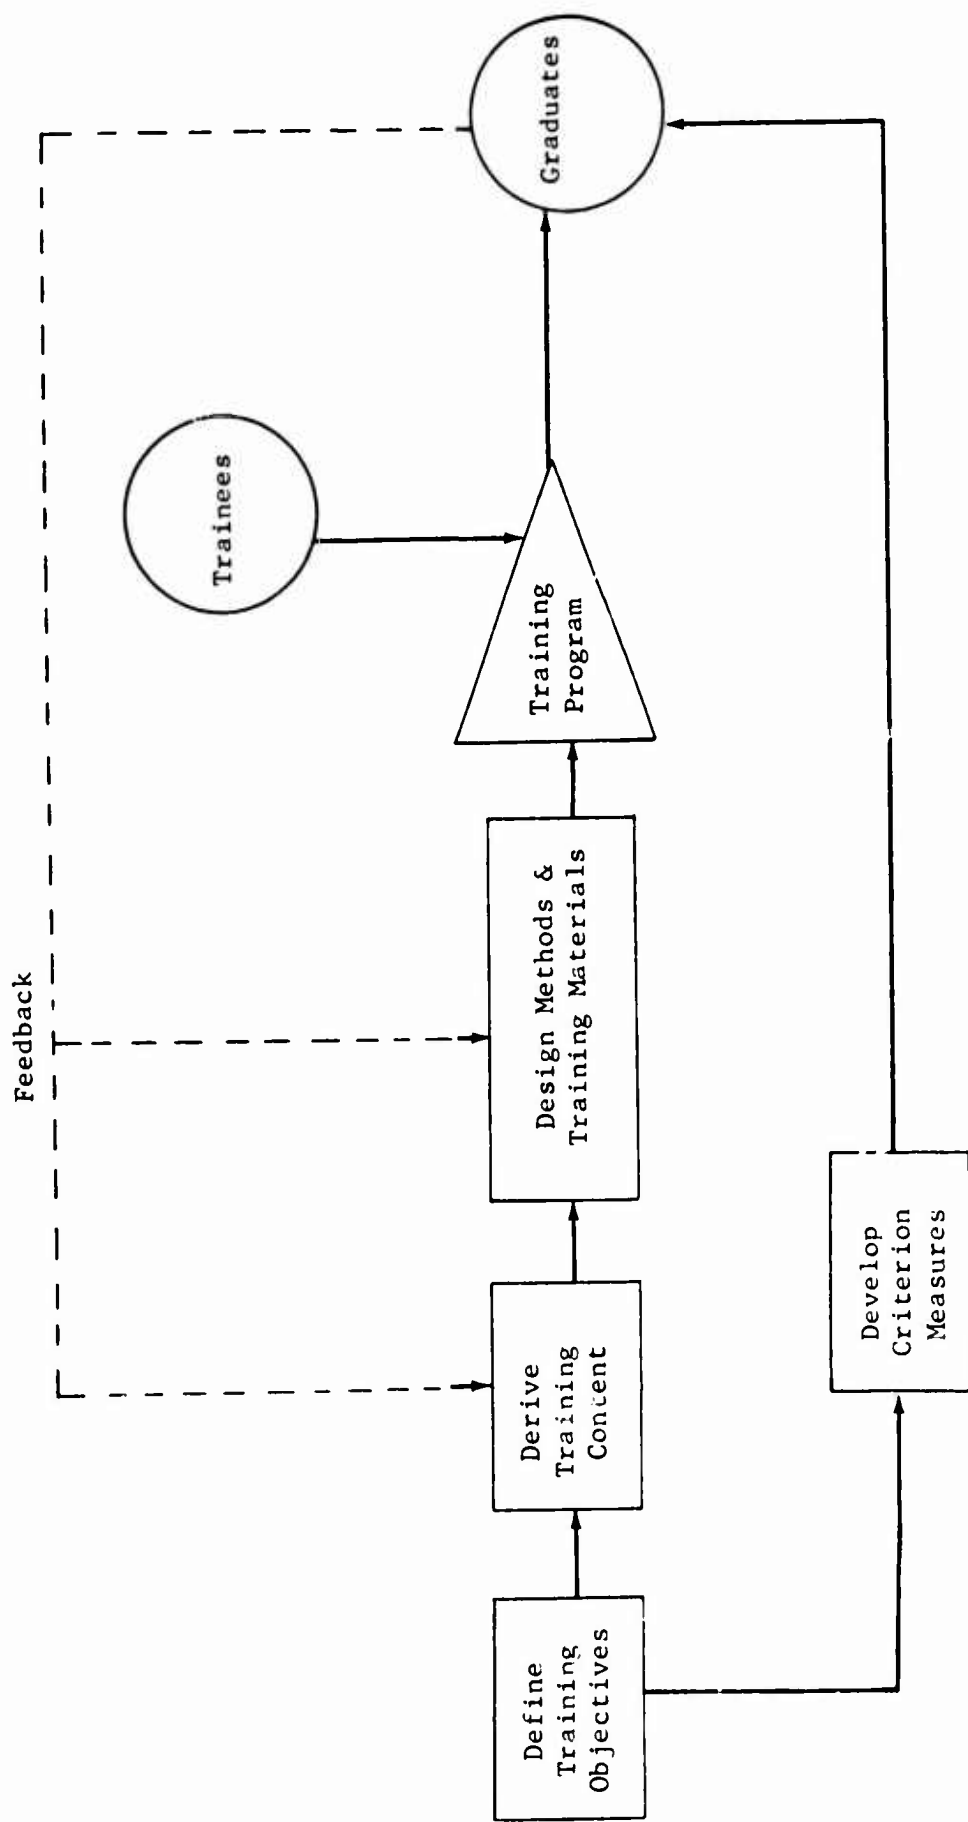 Feedback
Trainees
Graduates
Define
Training
Objectives
Derive
Training
Content
Design Methods &
Training Materials
Training
Program
Develop
Criterion
Measures